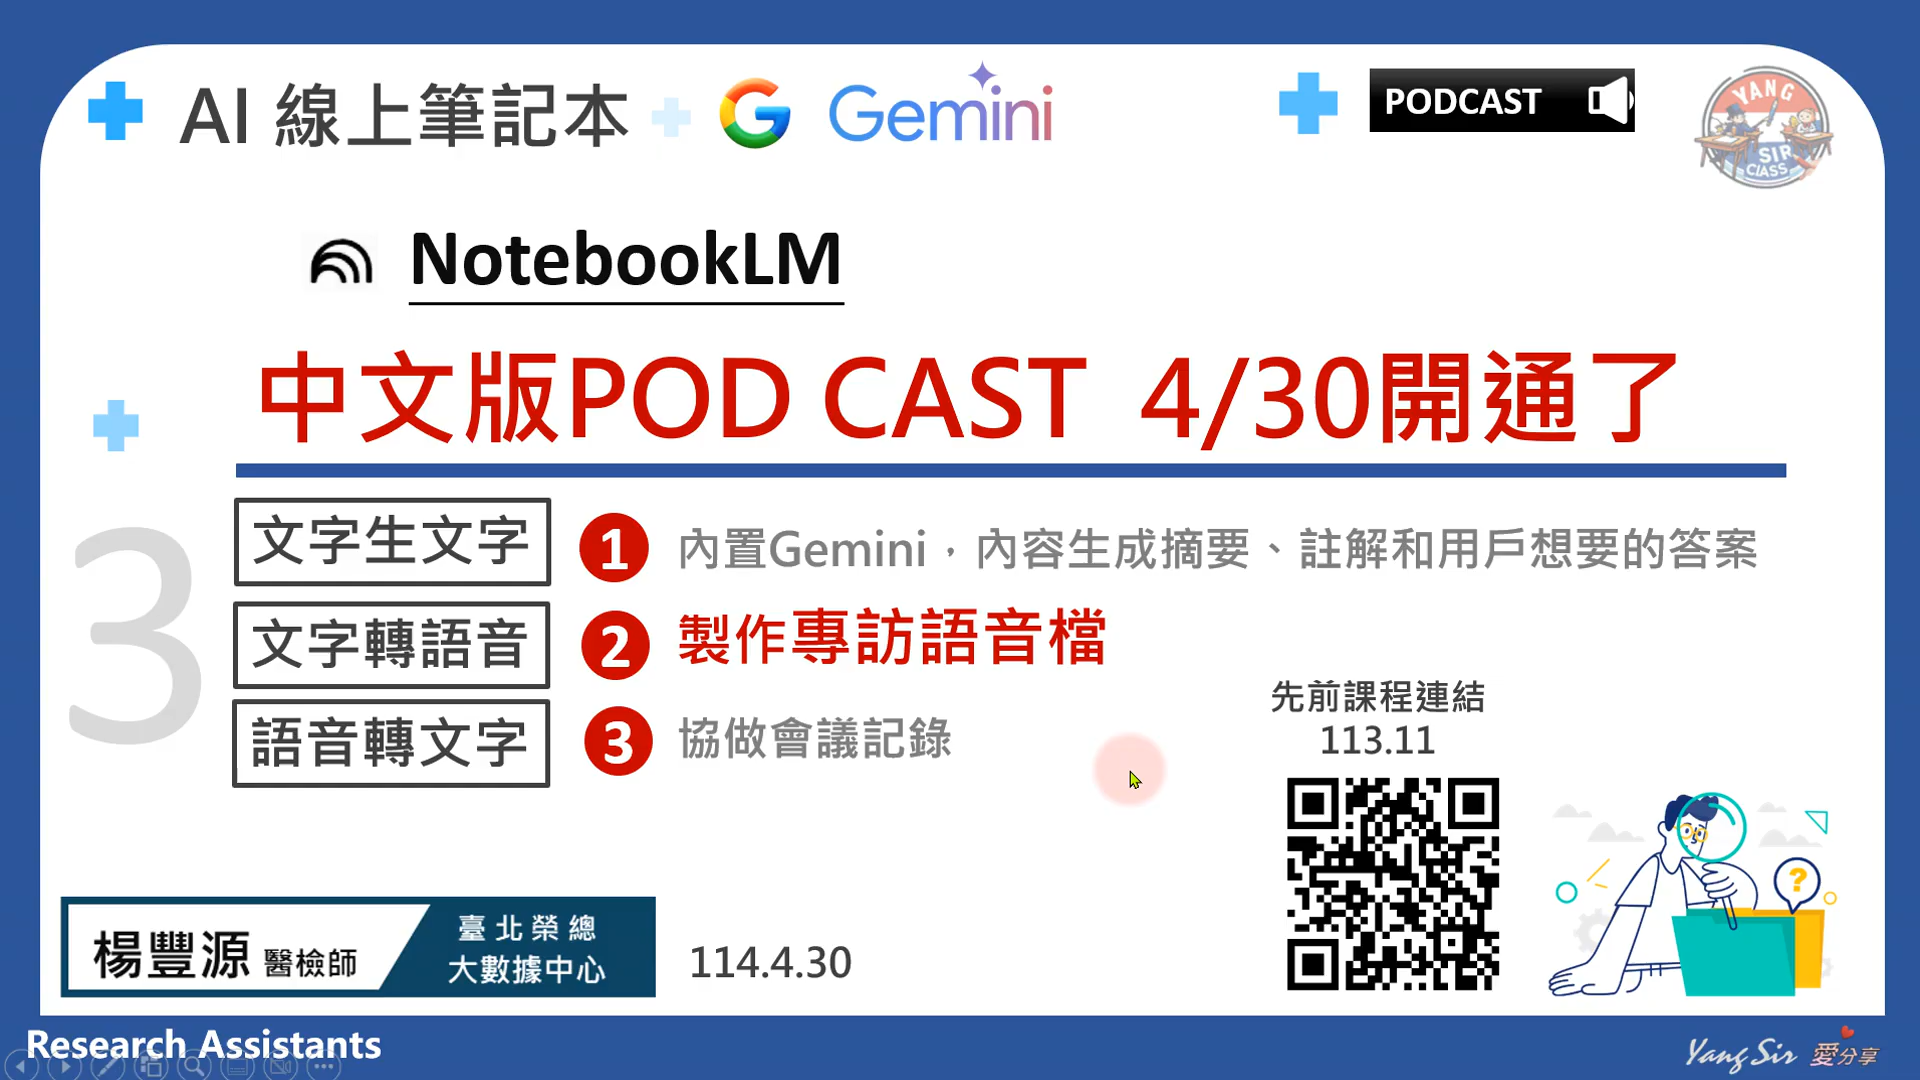 AI 線上筆記本
Gemini
PODCAST
YANG
SIR
CLASS
NotebookLM
中文版POD CAST 4/30開通了
3
文字生文字
1 內置Gemini，內容生成摘要、註解和用戶想要的答案
文字轉語音
2 製作專訪語音檔
語音轉文字
3 協做會議記錄
先前課程連結
113.11
楊豐源 醫檢師
臺北榮總
大數據中心
114.4.30
?
Research Assistants
Yang Sir 愛分享